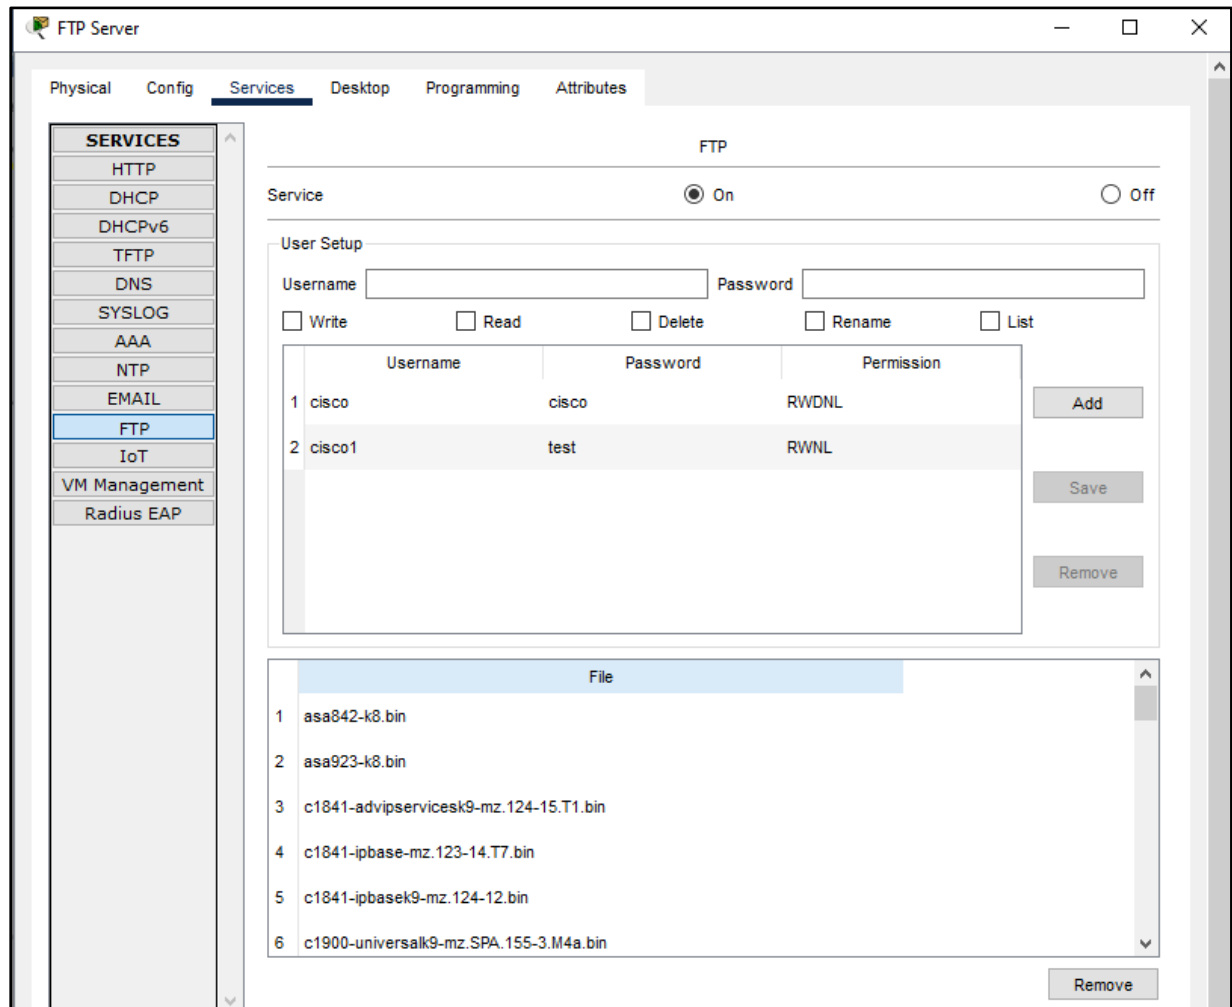 FTP Server
Physical Config Services Desktop Programming Attributes
SERVICES
HTTP
DHCP
DHCPv6
TFTP
DNS
SYSLOG
AAA
NTP
EMAIL
FTP
IoT
VM Management
Radius EAP
FTP
Service On Off
User Setup
Username Password
Write Read Delete Rename List
Username Password Permission
1 cisco cisco RWDNL
2 cisco1 test RWNL
Add
Save
Remove
File
1 asa842-k8.bin
2 asa923-k8.bin
3 c1841-advipservicesk9-mz.124-15.T1.bin
4 c1841-ipbase-mz.123-14.T7.bin
5 c1841-ipbasek9-mz.124-12.bin
6 c1900-universalk9-mz.SPA.155-3.M4a.bin
Remove